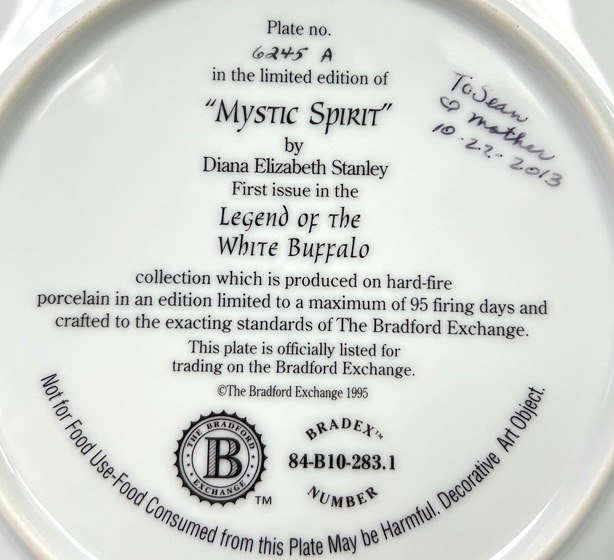 Plate no.
6245 A
in the limited edition of
"Mystic Spirit"
by
Diana Elizabeth Stanley
First issue in the
Legend of the
White Buffalo
collection which is produced on hard-fire
porcelain in an edition limited to a maximum of 95 firing days and
crafted to the exacting standards of The Bradford Exchange.
This plate is officially listed for
trading on the Bradford Exchange.
©The Bradford Exchange 1995
To Sean
♡ mother
10-22-2013
THE BRADFORD
B
EXCHANGE
TM
BRADEX™
84-B10-283.1
NUMBER
Not for Food Use-Food Consumed from this Plate May be Harmful. Decorative Art Object.